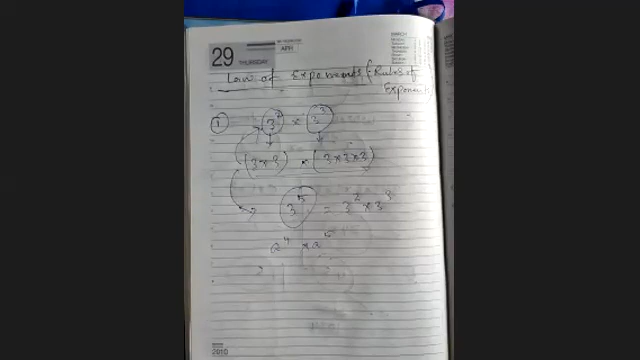 29 THURSDAY APR MARCH
Law of Exponents (Rules of
Exponents)
1 3² × 3³
(3×3) × (3×3×3)
3⁵ = 3² × 3³
a⁴ × a⁵
2010